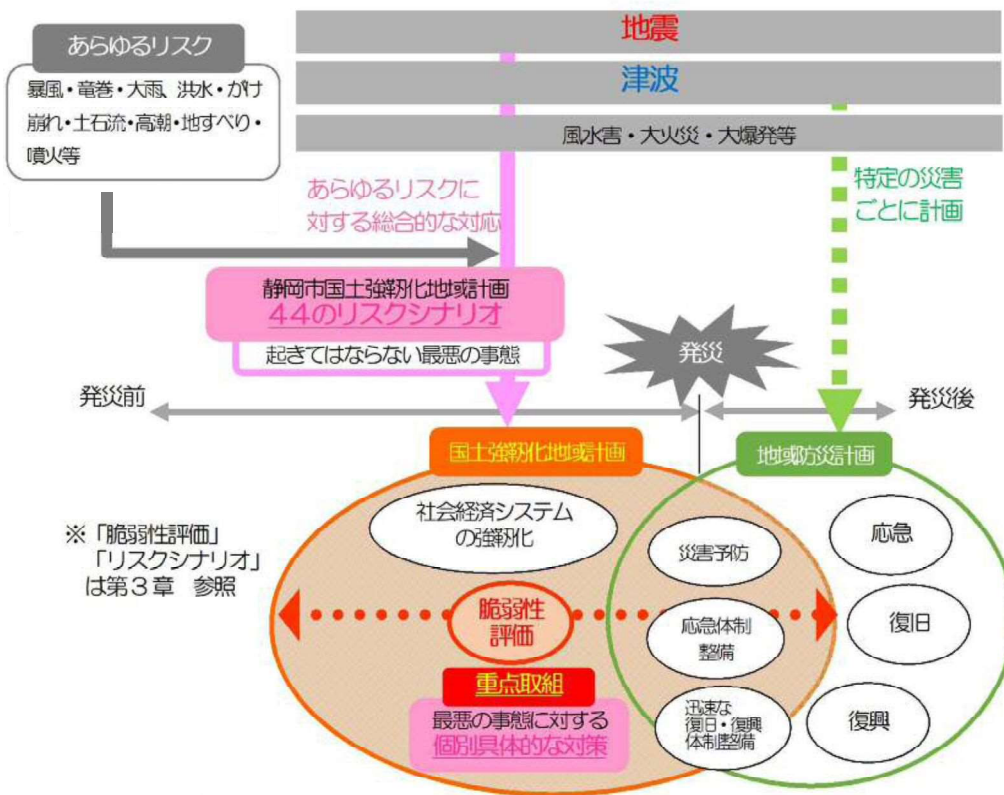 地震
あらゆるリスク
津波
暴風・竜巻・大雨、洪水・がけ
崩れ・土石流・高潮・地すべり・
噴火等
風水害・大火災・大爆発等
あらゆるリスクに
対する総合的な対応
特定の災害
ごとに計画
静岡市国土強靭化地域計画
44のリスクシナリオ
起きてはならない最悪の事態
発災
発災前
発災後
国土強靭化地域計画
地域防災計画
社会経済システム
の強靭化
※「脆弱性評価」
「リスクシナリオ」
は第3章 参照
災害予防
応急
脆弱性
評価
応急体制
整備
復旧
重点取組
最悪の事態に対する
個別具体的な対策
迅速な
復旧・復興
体制整備
復興